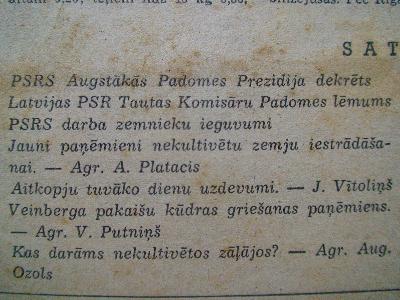 SAT
PSRS Augstākās Padomes Prezidija dekrēts
Latvijas PSR Tautas Komisāru Padomes lēmums
PSRS darba zemnieku ieguvumi
Jauni paņēmieni nekultivētu zemju iestrādāša-
nai. — Agr. A. Platacis
Aitkopju tuvāko dienu uzdevumi. — J. Vītoliņš
Veinberga pakaišu kūdras griešanas paņēmiens.
— Agr. V. Putniņš
Kas darāms nekultivētos zāļājos? — Agr. Aug.
Ozols